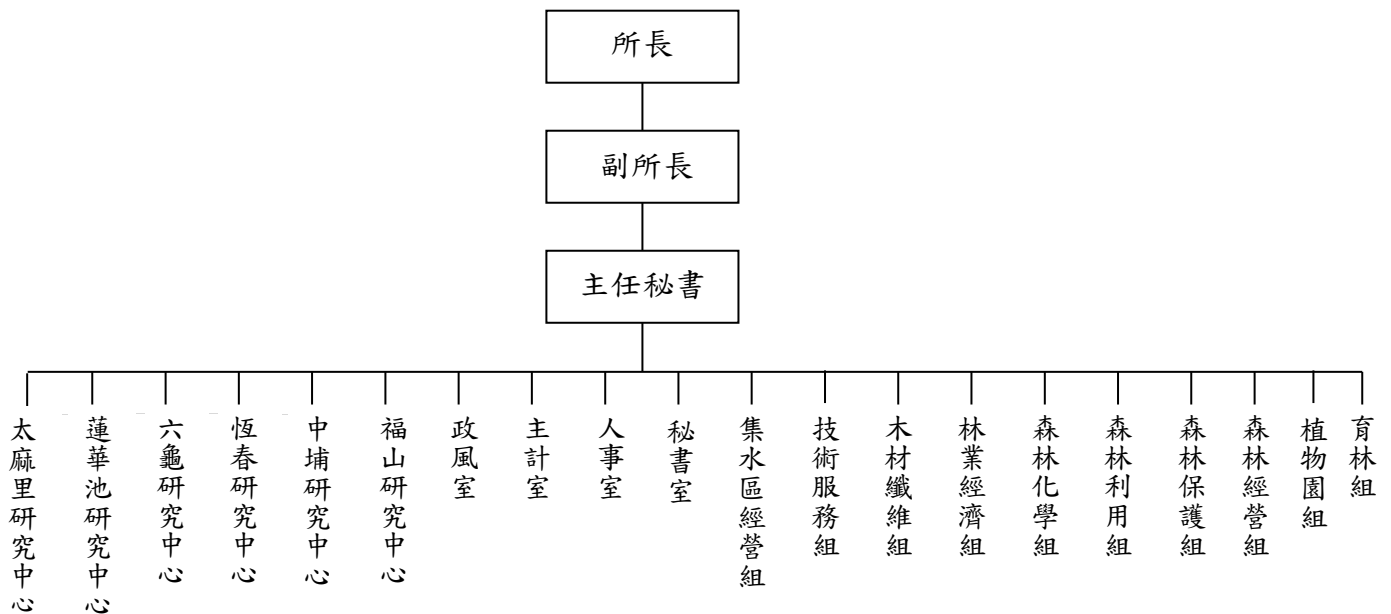 所長
副所長
主任秘書
太麻里研究中心
蓮華池研究中心
六龜研究中心
恆春研究中心
中埔研究中心
福山研究中心
政風室
主計室
人事室
秘書室
集水區經營組
技術服務組
木材纖維組
林業經濟組
森林化學組
森林利用組
森林保護組
森林經營組
植物園組
育林組